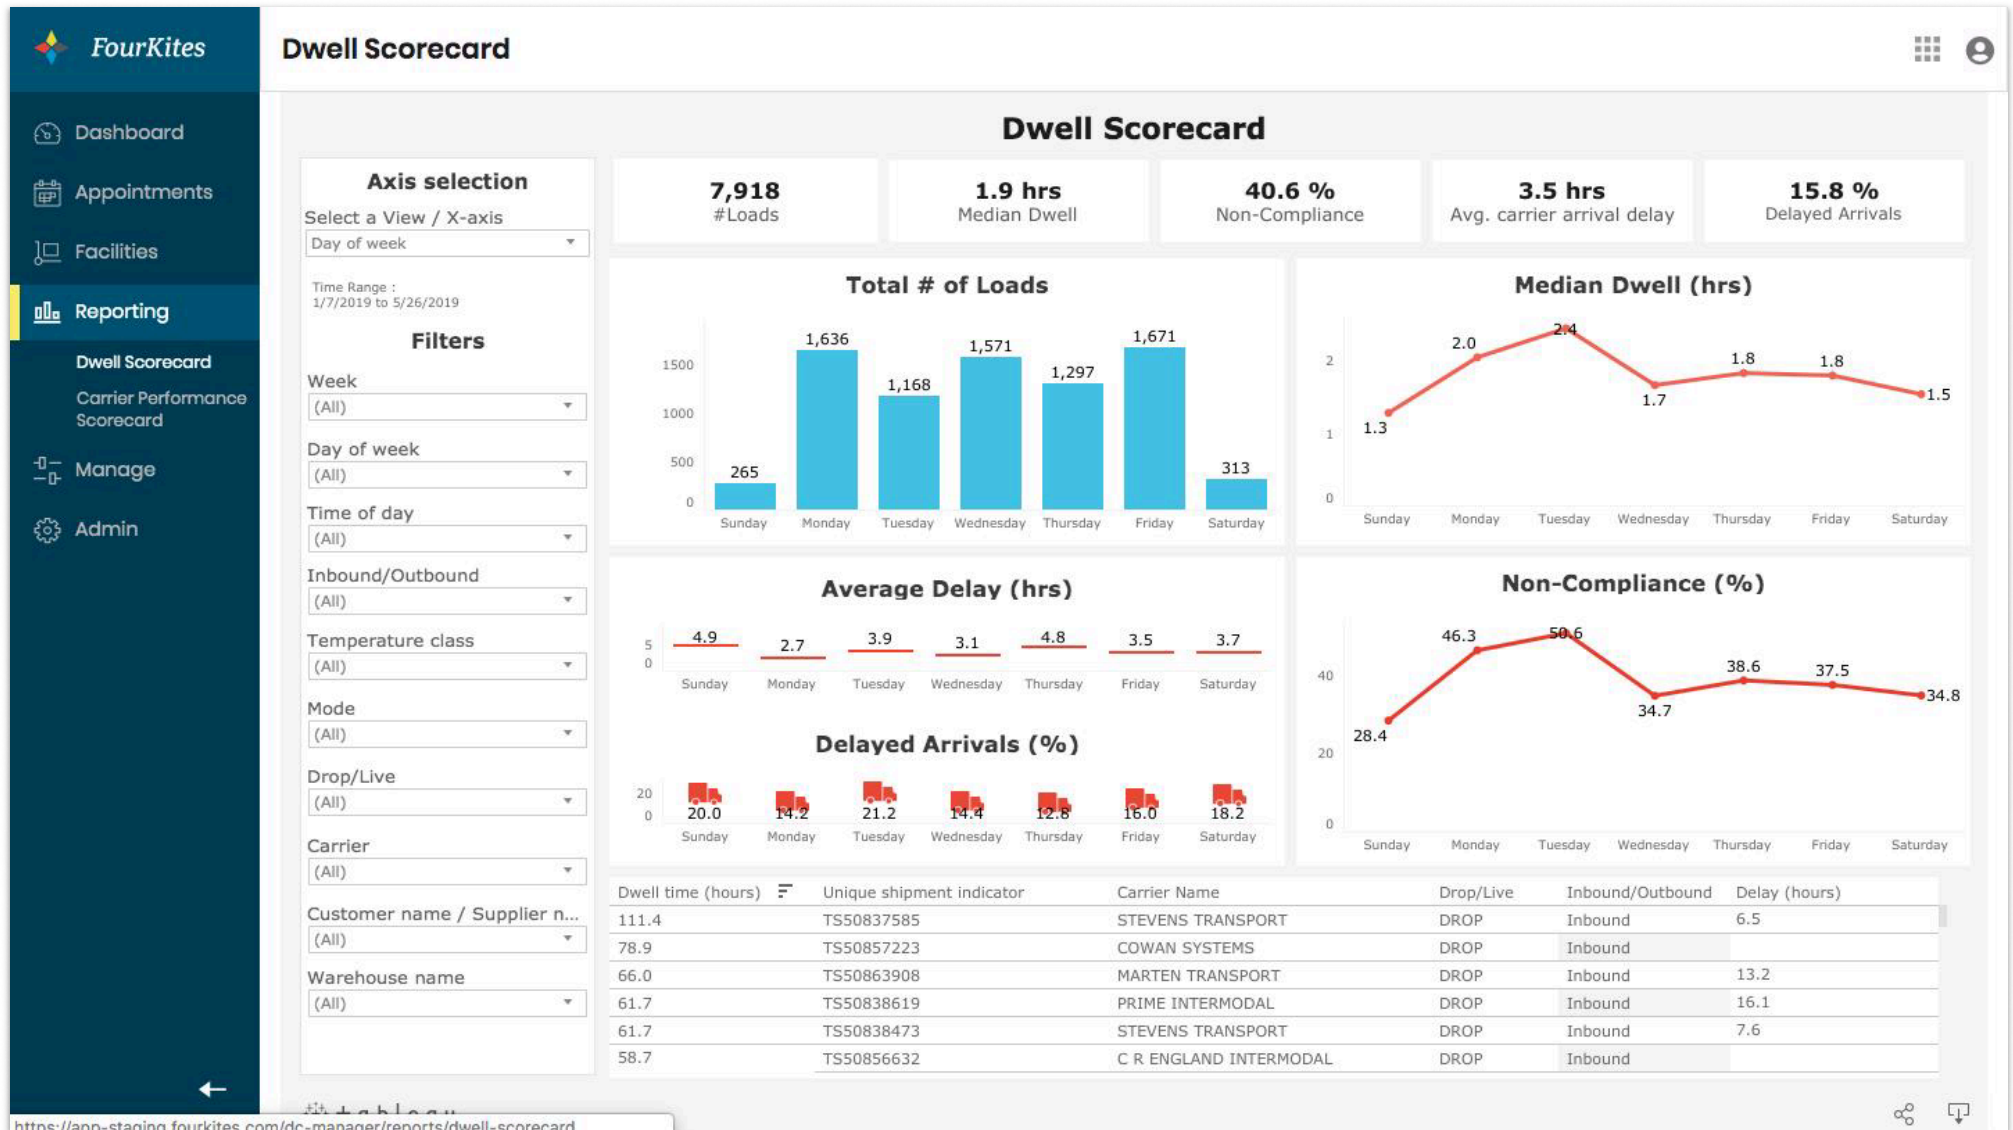 FourKites
Dwell Scorecard
Dashboard
Appointments
Facilities
Reporting
Dwell Scorecard
Carrier Performance
Scorecard
Manage
Admin
Dwell Scorecard
Axis selection
Select a View / X-axis
Day of week
Time Range :
1/7/2019 to 5/26/2019
Filters
Week
(All)
Day of week
(All)
Time of day
(All)
Inbound/Outbound
(All)
Temperature class
(All)
Mode
(All)
Drop/Live
(All)
Carrier
(All)
Customer name / Supplier n...
(All)
Warehouse name
(All)
7,918
#Loads
1.9 hrs
Median Dwell
40.6 %
Non-Compliance
3.5 hrs
Avg. carrier arrival delay
15.8 %
Delayed Arrivals
Total # of Loads
1500
1000
500
0
265 1,636 1,168 1,571 1,297 1,671 313
Sunday Monday Tuesday Wednesday Thursday Friday Saturday
Median Dwell (hrs)
2
1
0
1.3 2.0 2.4 1.7 1.8 1.8 1.5
Sunday Monday Tuesday Wednesday Thursday Friday Saturday
Average Delay (hrs)
5
0
4.9 2.7 3.9 3.1 4.8 3.5 3.7
Sunday Monday Tuesday Wednesday Thursday Friday Saturday
Delayed Arrivals (%)
20
0
20.0 14.2 21.2 14.4 12.8 16.0 18.2
Sunday Monday Tuesday Wednesday Thursday Friday Saturday
Non-Compliance (%)
40
20
0
28.4 46.3 50.6 34.7 38.6 37.5 34.8
Sunday Monday Tuesday Wednesday Thursday Friday Saturday
Dwell time (hours) Unique shipment indicator Carrier Name Drop/Live Inbound/Outbound Delay (hours)
111.4 TS50837585 STEVENS TRANSPORT DROP Inbound 6.5
78.9 TS50857223 COWAN SYSTEMS DROP Inbound
66.0 TS50863908 MARTEN TRANSPORT DROP Inbound 13.2
61.7 TS50838619 PRIME INTERMODAL DROP Inbound 16.1
61.7 TS50838473 STEVENS TRANSPORT DROP Inbound 7.6
58.7 TS50856632 C R ENGLAND INTERMODAL DROP Inbound
tableau
https://app-staging.fourkites.com/dc-manager/reports/dwell-scorecard